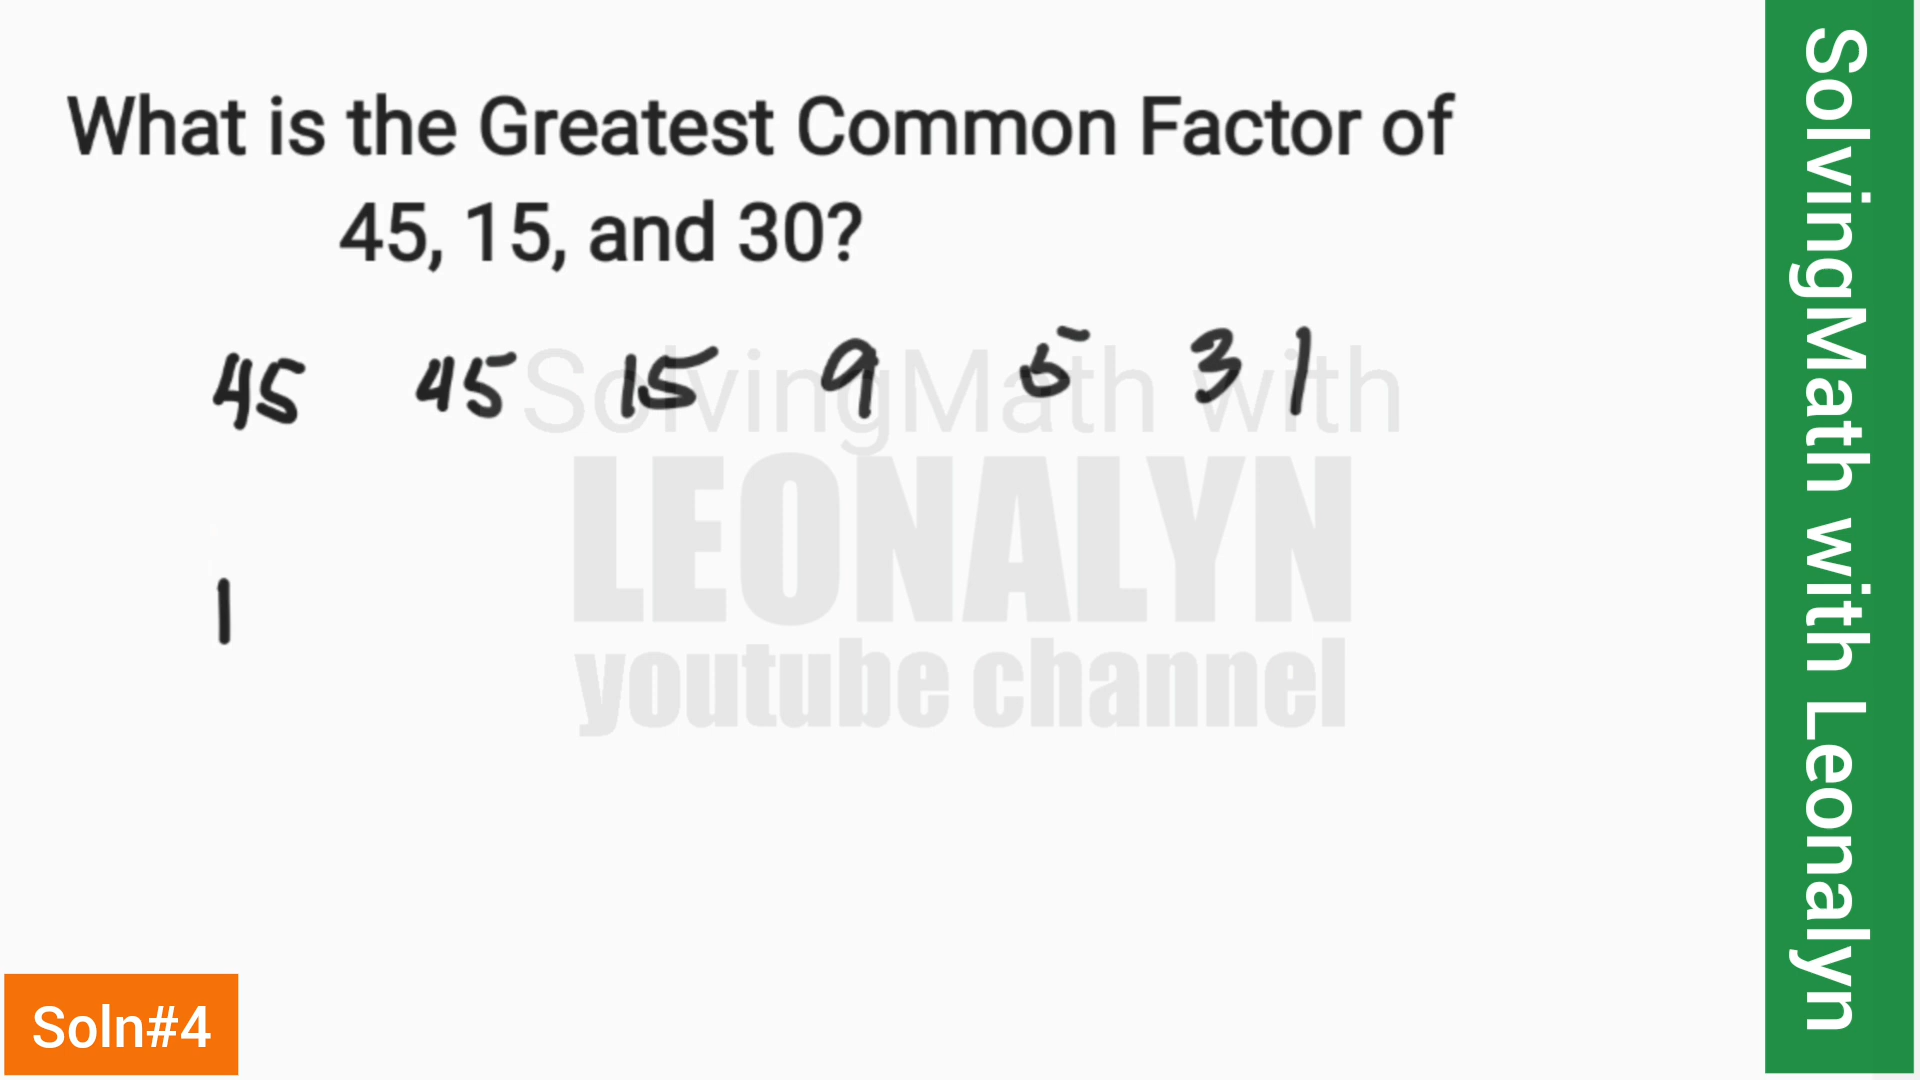 What is the Greatest Common Factor of
45, 15, and 30?
45 45 15 9 5 3 1
1
SolvingMath with
LEONALYN
youtube channel
Soln#4
SolvingMath with Leonalyn